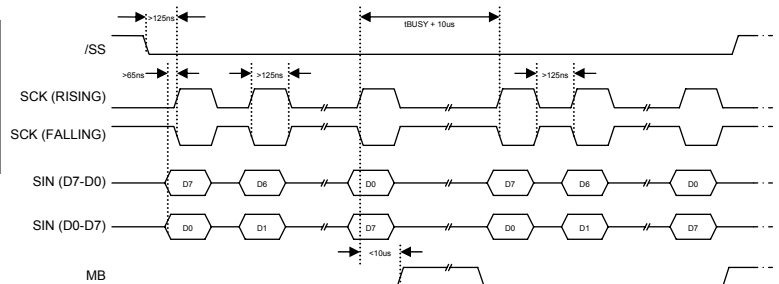 >125ns
tBUSY + 10us
/SS
>65ns
>125ns
>125ns
SCK (RISING)
SCK (FALLING)
SIN (D7-D0)
D7 D6 D0 D7 D6 D0
SIN (D0-D7)
D0 D1 D7 D0 D1 D7
<10us
MB